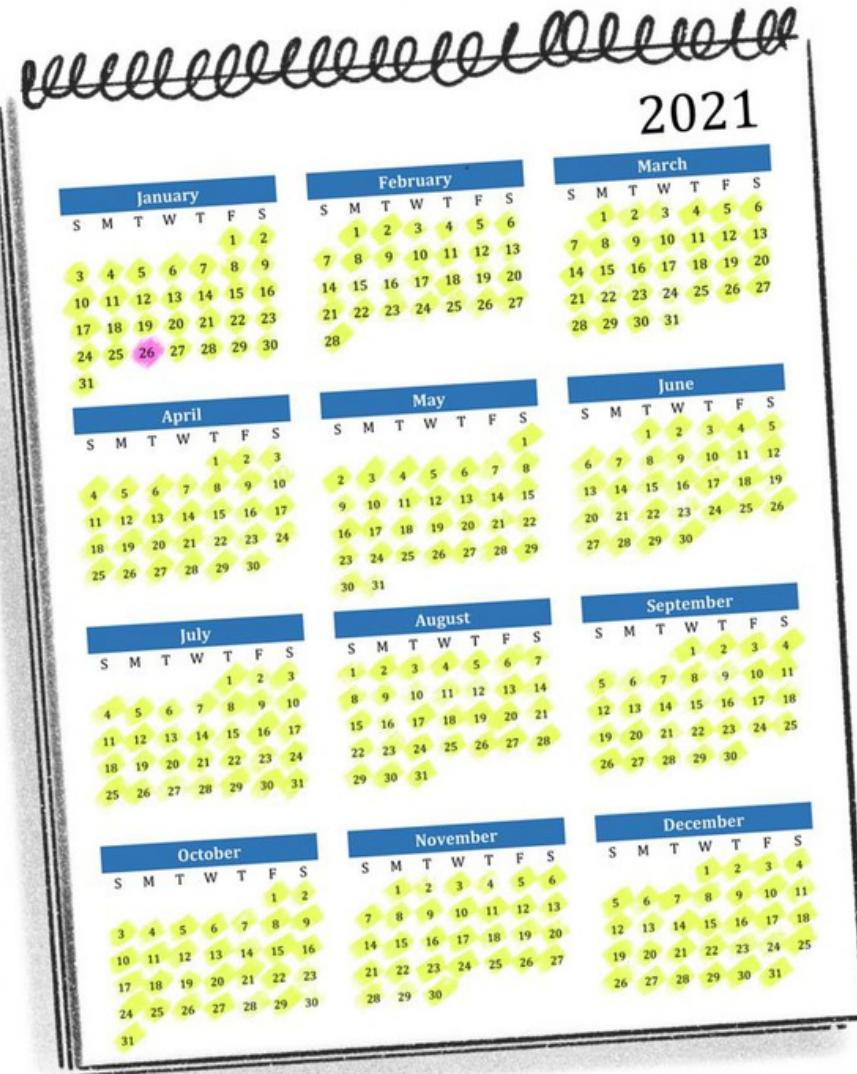 2021
January February March
S M T W T F S S M T W T F S S M T W T F S
1 2 1 2 3 4 5 6 1 2 3 4 5 6
3 4 5 6 7 8 9 7 8 9 10 11 12 13 7 8 9 10 11 12 13
10 11 12 13 14 15 16 14 15 16 17 18 19 20 14 15 16 17 18 19 20
17 18 19 20 21 22 23 21 22 23 24 25 26 27 21 22 23 24 25 26 27
24 25 26 27 28 29 30 28 28 29 30 31
31
April May June
S M T W T F S S M T W T F S S M T W T F S
1 2 3 1 1 2 3 4 5
4 5 6 7 8 9 10 2 3 4 5 6 7 8 6 7 8 9 10 11 12
11 12 13 14 15 16 17 9 10 11 12 13 14 15 13 14 15 16 17 18 19
18 19 20 21 22 23 24 16 17 18 19 20 21 22 20 21 22 23 24 25 26
25 26 27 28 29 30 23 24 25 26 27 28 29 27 28 29 30
30 31
July August September
S M T W T F S S M T W T F S S M T W T F S
1 2 3 1 2 3 4 5 6 7 1 2 3 4
4 5 6 7 8 9 10 8 9 10 11 12 13 14 5 6 7 8 9 10 11
11 12 13 14 15 16 17 15 16 17 18 19 20 21 12 13 14 15 16 17 18
18 19 20 21 22 23 24 22 23 24 25 26 27 28 19 20 21 22 23 24 25
25 26 27 28 29 30 31 29 30 31 26 27 28 29 30
October November December
S M T W T F S S M T W T F S S M T W T F S
1 2 1 2 3 4 5 6 1 2 3 4
3 4 5 6 7 8 9 7 8 9 10 11 12 13 5 6 7 8 9 10 11
10 11 12 13 14 15 16 14 15 16 17 18 19 20 12 13 14 15 16 17 18
17 18 19 20 21 22 23 21 22 23 24 25 26 27 19 20 21 22 23 24 25
24 25 26 27 28 29 30 28 29 30 26 27 28 29 30 31
31